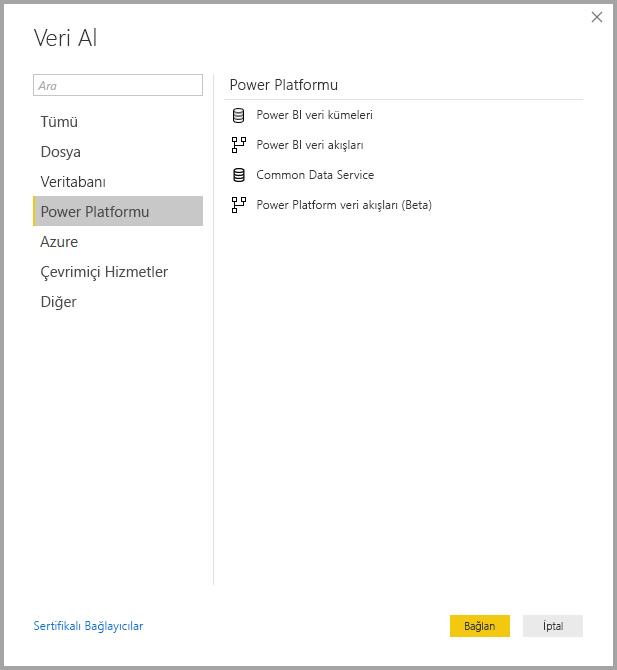 Veri Al
Ara
Tümü
Dosya
Veritabanı
Power Platformu
Azure
Çevrimiçi Hizmetler
Diğer
Power Platformu
Power BI veri kümeleri
Power BI veri akışları
Common Data Service
Power Platform veri akışları (Beta)
Sertifikalı Bağlayıcılar
Bağlan
İptal